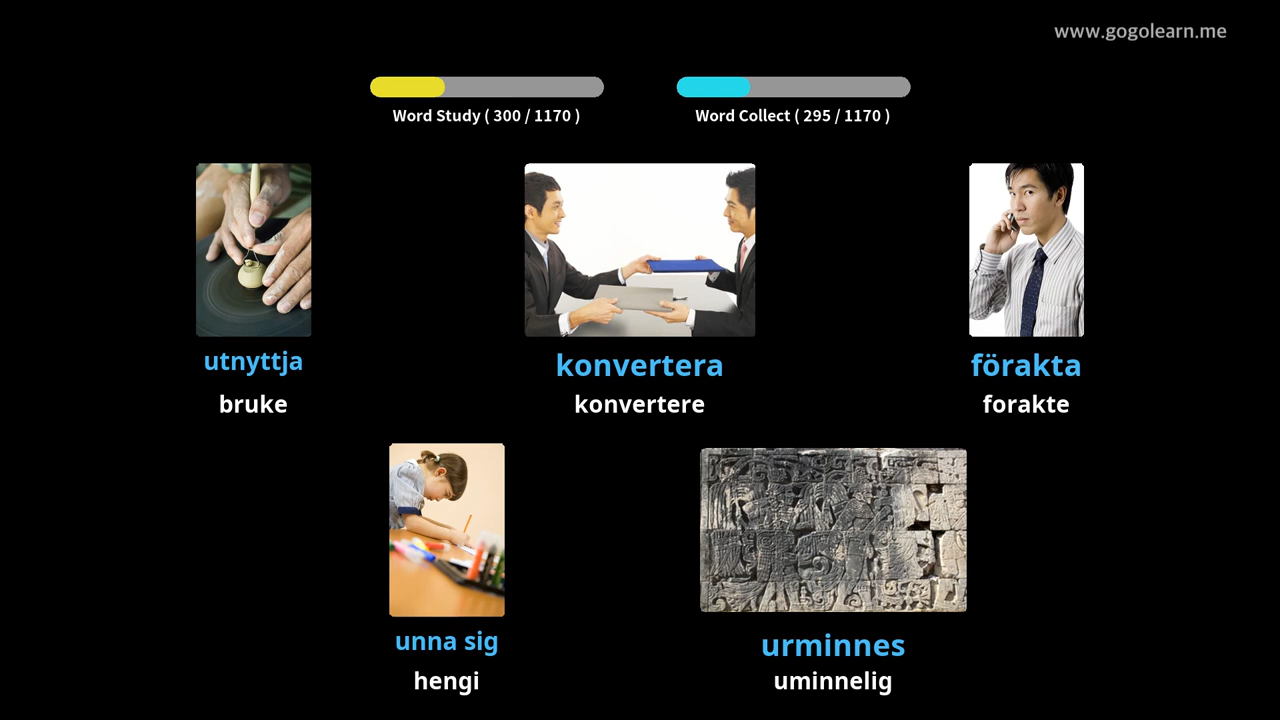 www.gogolearn.me
Word Study ( 300 / 1170 )
Word Collect ( 295 / 1170 )
utnyttja
bruke
konvertera
konvertere
förakta
forakte
unna sig
hengi
urminnes
uminnelig